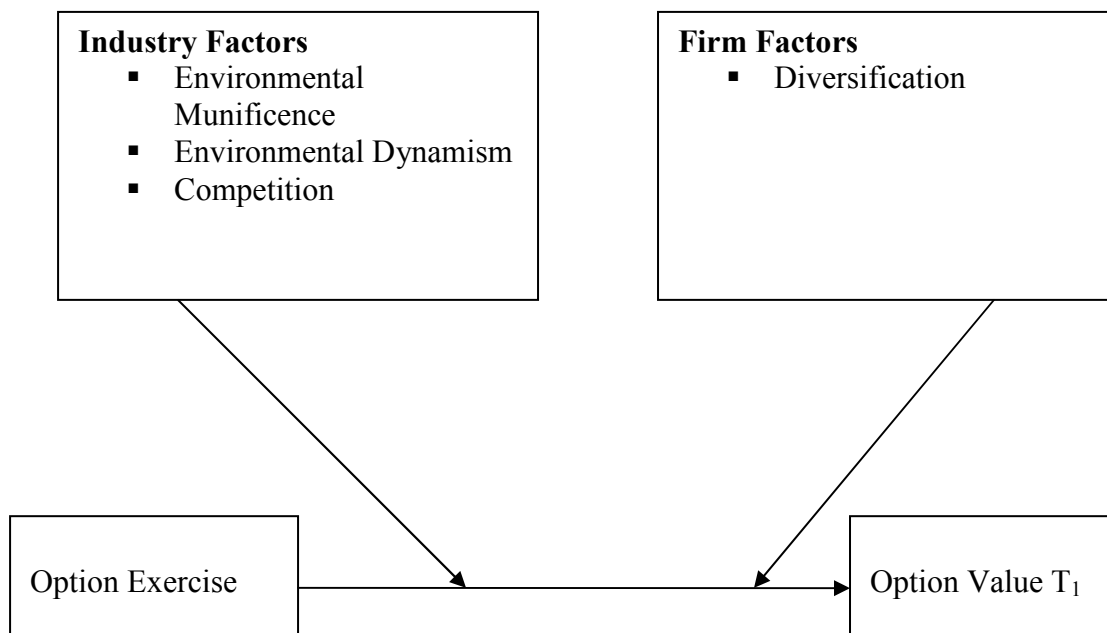 Industry Factors
▪ Environmental
Munificence
▪ Environmental Dynamism
▪ Competition
Firm Factors
▪ Diversification
Option Exercise
Option Value T₁